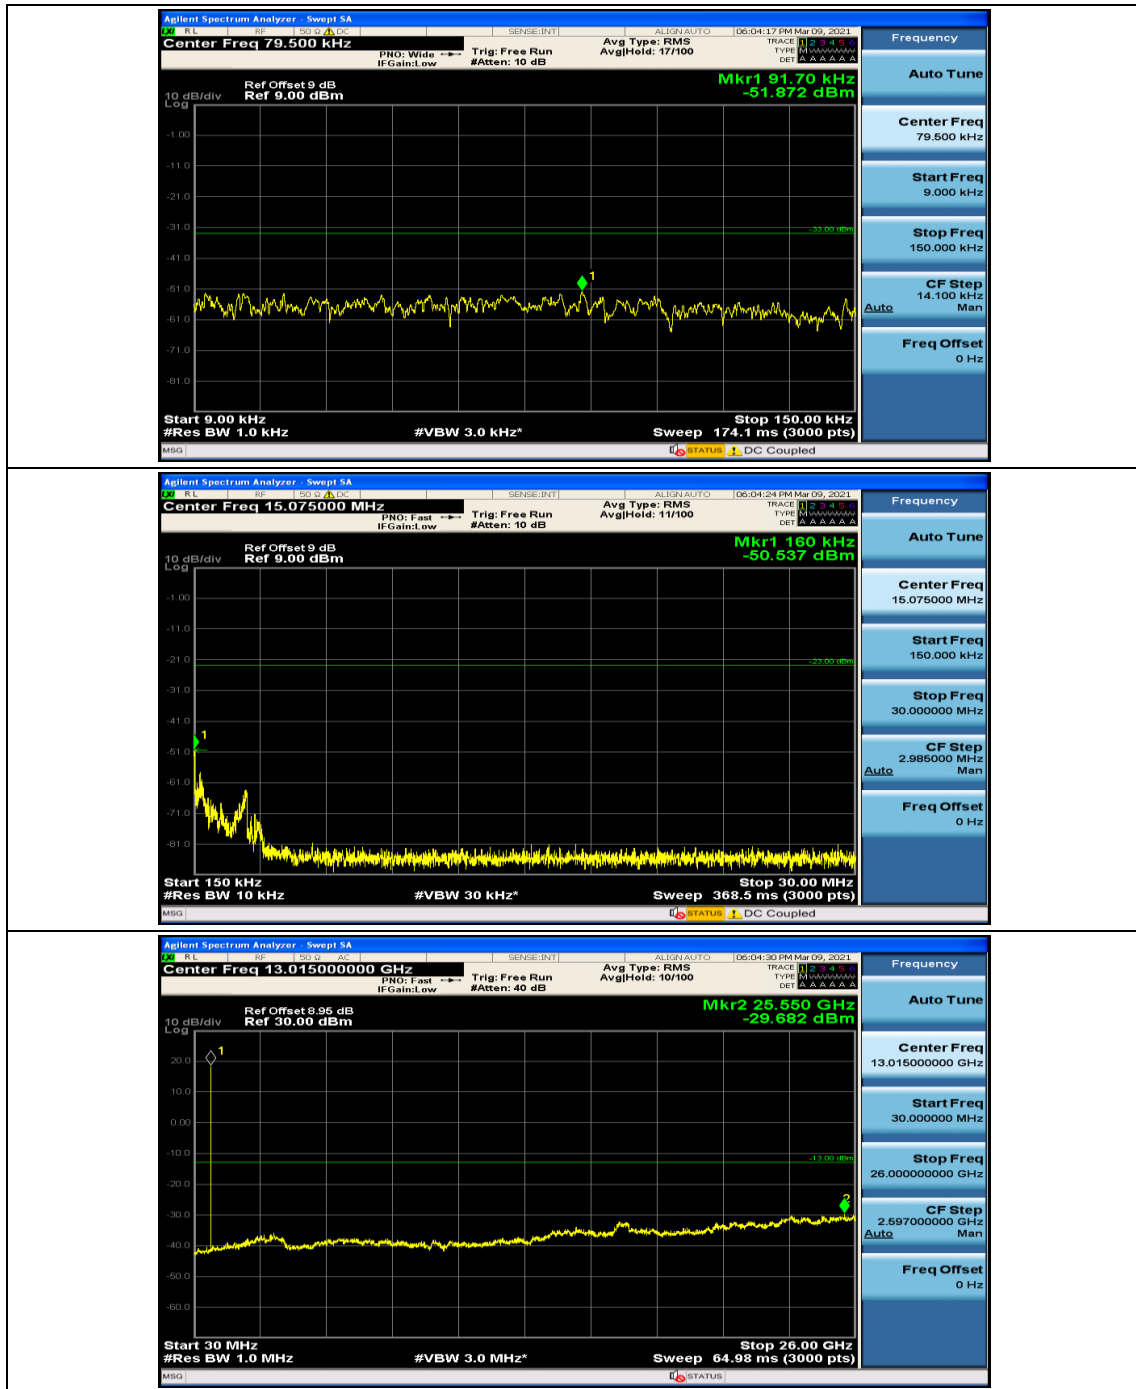 Agilent Spectrum Analyzer - Swept SA
LXI RL RF 50 Ω DC SENSE:INT ALIGN AUTO 06:04:17 PM Mar 09, 2021
Center Freq 79.500 kHz
PNO: Wide
IFGain:Low
Trig: Free Run
#Atten: 10 dB
Avg Type: RMS
Avg|Hold: 17/100
TRACE 1 2 3 4 5 6
TYPE M
DET A A A A A A
Mkr1 91.70 kHz
-51.872 dBm
Ref Offset 9 dB
10 dB/div Ref 9.00 dBm
Log
-1.00
-11.0
-21.0
-31.0
-33.00 dBm
-41.0
1
-51.0
-61.0
-71.0
-81.0
Start 9.00 kHz Stop 150.00 kHz
#Res BW 1.0 kHz #VBW 3.0 kHz* Sweep 174.1 ms (3000 pts)
MSG STATUS DC Coupled
Frequency
Auto Tune
Center Freq
79.500 kHz
Start Freq
9.000 kHz
Stop Freq
150.000 kHz
CF Step
14.100 kHz
Auto Man
Freq Offset
0 Hz
Agilent Spectrum Analyzer - Swept SA
LXI RL RF 50 Ω DC SENSE:INT ALIGN AUTO 06:04:24 PM Mar 09, 2021
Center Freq 15.075000 MHz
PNO: Fast
IFGain:Low
Trig: Free Run
#Atten: 10 dB
Avg Type: RMS
Avg|Hold: 11/100
TRACE 1 2 3 4 5 6
TYPE M
DET A A A A A A
Mkr1 160 kHz
-50.537 dBm
Ref Offset 9 dB
10 dB/div Ref 9.00 dBm
Log
-1.00
-11.0
-21.0
-23.00 dBm
-31.0
-41.0
1
-51.0
-61.0
-71.0
-81.0
Start 150 kHz Stop 30.00 MHz
#Res BW 10 kHz #VBW 30 kHz* Sweep 368.5 ms (3000 pts)
MSG STATUS DC Coupled
Frequency
Auto Tune
Center Freq
15.075000 MHz
Start Freq
150.000 kHz
Stop Freq
30.000000 MHz
CF Step
2.985000 MHz
Auto Man
Freq Offset
0 Hz
Agilent Spectrum Analyzer - Swept SA
LXI RL RF 50 Ω AC SENSE:INT ALIGN AUTO 06:04:30 PM Mar 09, 2021
Center Freq 13.015000000 GHz
PNO: Fast
IFGain:Low
Trig: Free Run
#Atten: 40 dB
Avg Type: RMS
Avg|Hold: 10/100
TRACE 1 2 3 4 5 6
TYPE M
DET A A A A A A
Mkr2 25.550 GHz
-29.682 dBm
Ref Offset 8.95 dB
10 dB/div Ref 30.00 dBm
Log
1
20.0
10.0
0.00
-10.0
-13.00 dBm
-20.0
2
-30.0
-40.0
-50.0
-60.0
Start 30 MHz Stop 26.00 GHz
#Res BW 1.0 MHz #VBW 3.0 MHz* Sweep 64.98 ms (3000 pts)
MSG STATUS
Frequency
Auto Tune
Center Freq
13.015000000 GHz
Start Freq
30.000000 MHz
Stop Freq
26.000000000 GHz
CF Step
2.597000000 GHz
Auto Man
Freq Offset
0 Hz